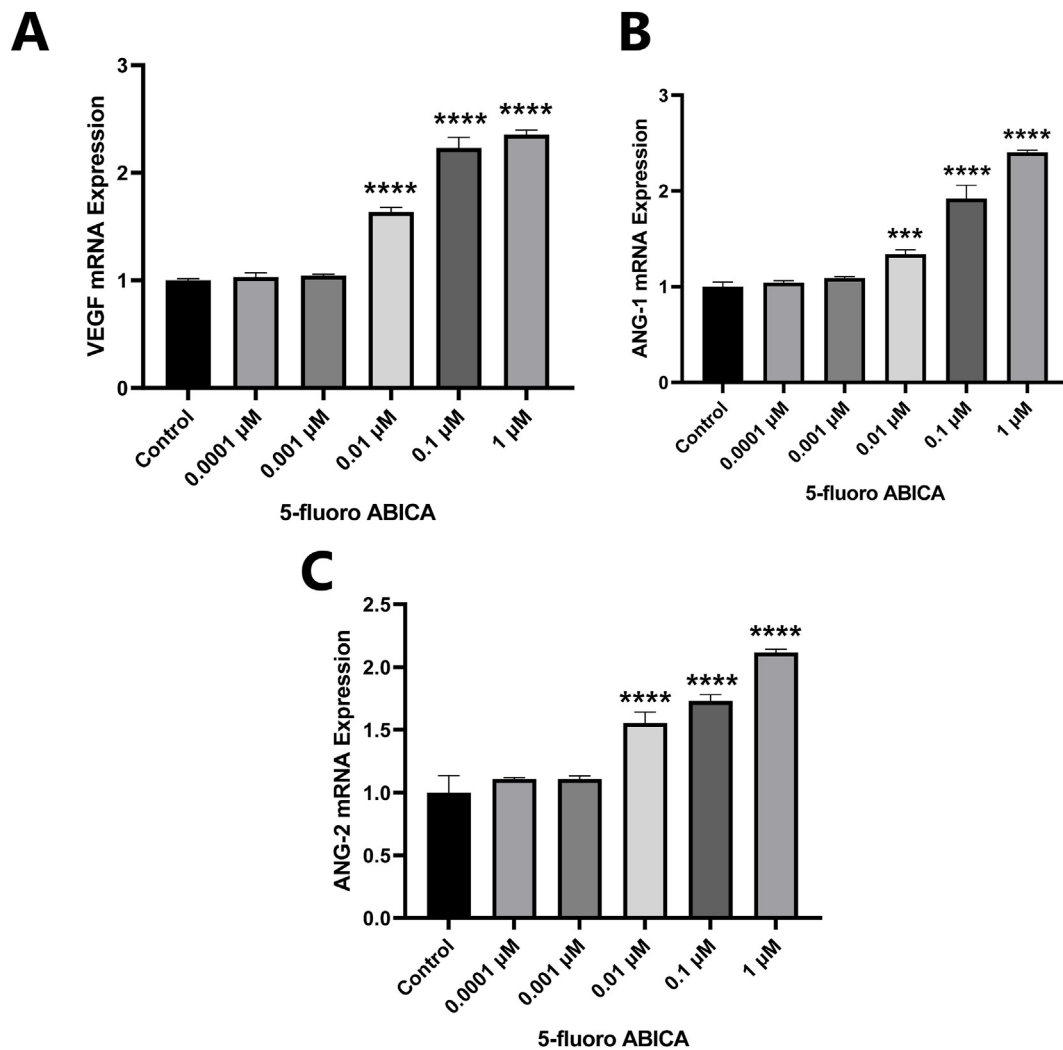 A
VEGF mRNA Expression
3
2
1
0
****
****
****
Control
0.0001 µM
0.001 µM
0.01 µM
0.1 µM
1 µM
5-fluoro ABICA
B
ANG-1 mRNA Expression
3
2
1
0
***
****
****
Control
0.0001 µM
0.001 µM
0.01 µM
0.1 µM
1 µM
5-fluoro ABICA
C
ANG-2 mRNA Expression
2.5
2.0
1.5
1.0
0.5
0.0
****
****
****
Control
0.0001 µM
0.001 µM
0.01 µM
0.1 µM
1 µM
5-fluoro ABICA